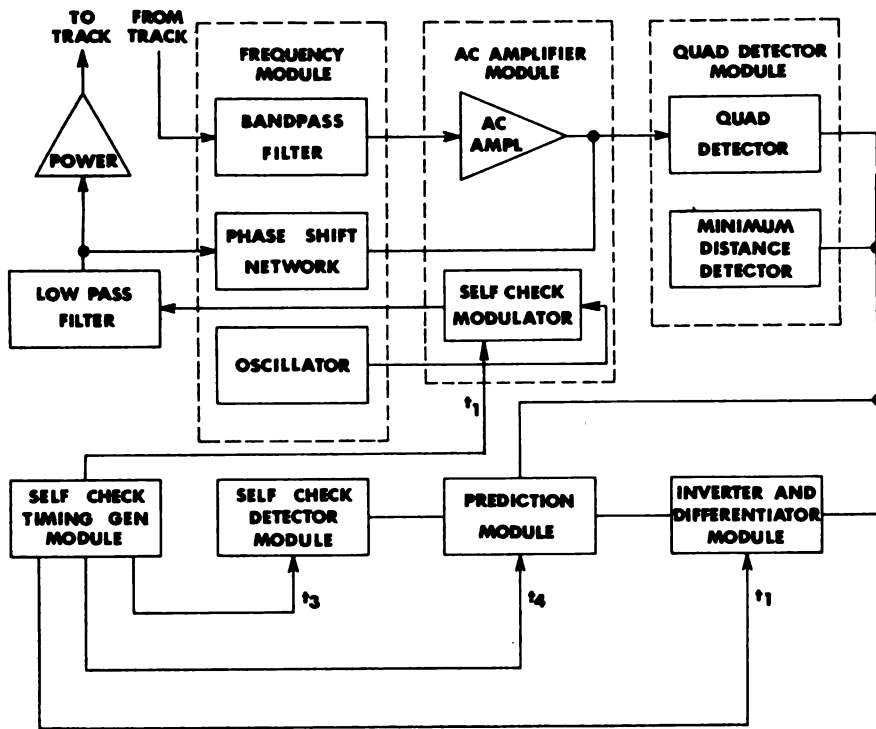 TO
TRACK
FROM
TRACK
FREQUENCY
MODULE
AC AMPLIFIER
MODULE
QUAD DETECTOR
MODULE
POWER
BANDPASS
FILTER
AC
AMPL
QUAD
DETECTOR
PHASE SHIFT
NETWORK
MINIMUM
DISTANCE
DETECTOR
LOW PASS
FILTER
SELF CHECK
MODULATOR
OSCILLATOR
t1
SELF CHECK
TIMING GEN
MODULE
SELF CHECK
DETECTOR
MODULE
PREDICTION
MODULE
INVERTER AND
DIFFERENTIATOR
MODULE
t3
t4
t1